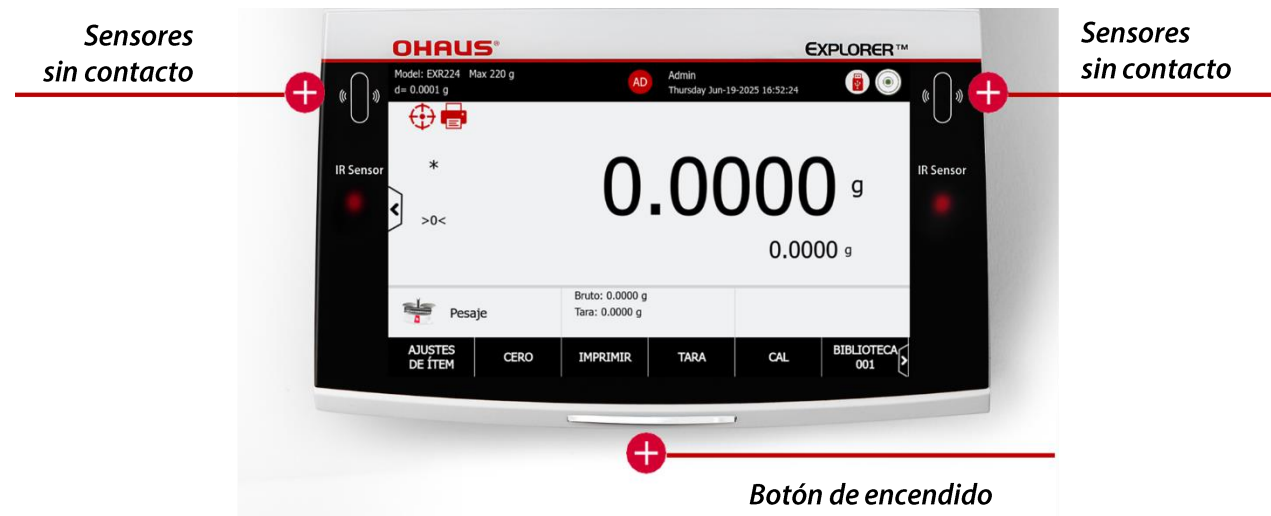 Sensores
sin contacto
Sensores
sin contacto
OHAUS®
EXPLORER™
Model: EXR224 Max 220 g
d= 0.0001 g
AD
Admin
Thursday Jun-19-2025 16:52:24
IR Sensor
IR Sensor
*
0.0000 g
>0<
0.0000 g
Pesaje
Bruto: 0.0000 g
Tara: 0.0000 g
AJUSTES
DE ÍTEM
CERO
IMPRIMIR
TARA
CAL
BIBLIOTECA
001
Botón de encendido